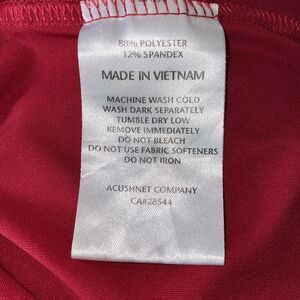 88% POLYESTER
12% SPANDEX
MADE IN VIETNAM
MACHINE WASH COLD
WASH DARK SEPARATELY
TUMBLE DRY LOW
REMOVE IMMEDIATELY
DO NOT BLEACH
DO NOT USE FABRIC SOFTENERS
DO NOT IRON
ACUSHNET COMPANY
CA#28544